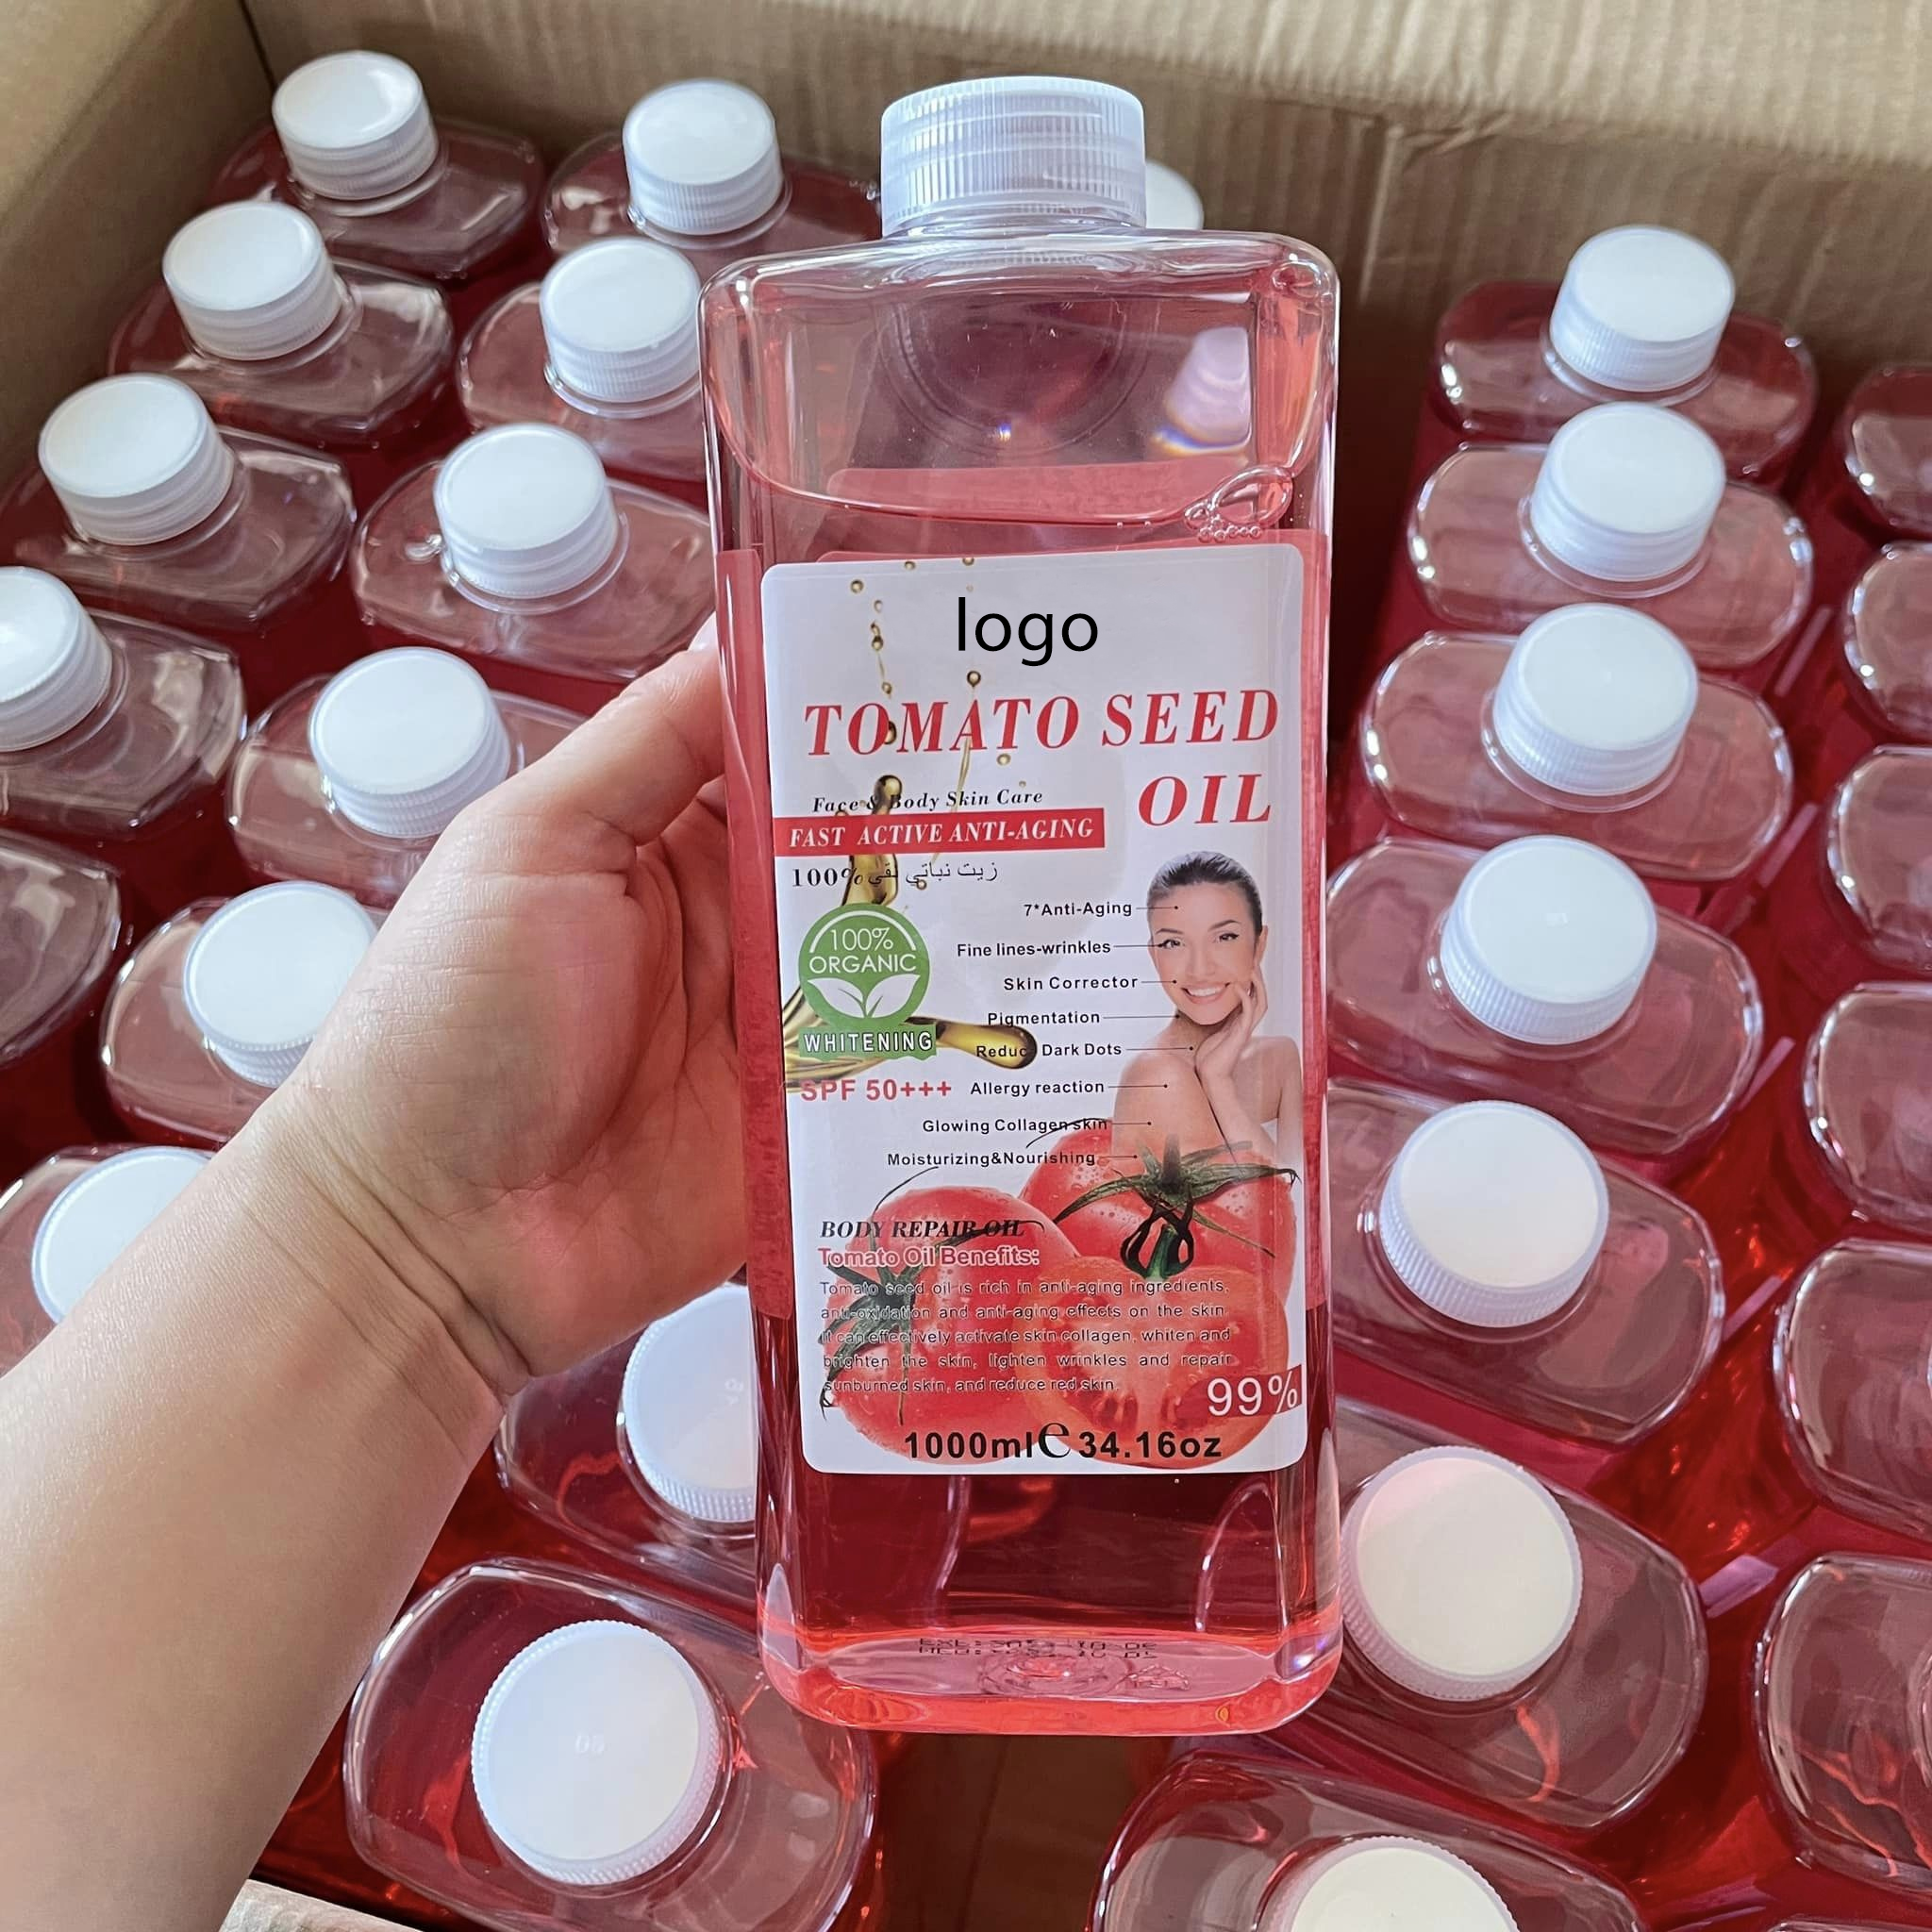 logo
TOMATO SEED
OIL
Face & Body Skin Care
FAST ACTIVE ANTI-AGING
100% زيت نباتي نقي
100%
ORGANIC
WHITENING
SPF 50+++
7*Anti-Aging
Fine lines-wrinkles
Skin Corrector
Pigmentation
Reduc Dark Dots
Allergy reaction
Glowing Collagen skin
Moisturizing&Nourishing
BODY REPAIR OIL
Tomato Oil Benefits:
Tomato seed oil is rich in anti-aging ingredients,
anti-oxidation and anti-aging effects on the skin.
It can effectively activate skin collagen, whiten and
brighten the skin, lighten wrinkles and repair
sunburned skin, and reduce red skin.
99%
1000ml e 34.16oz